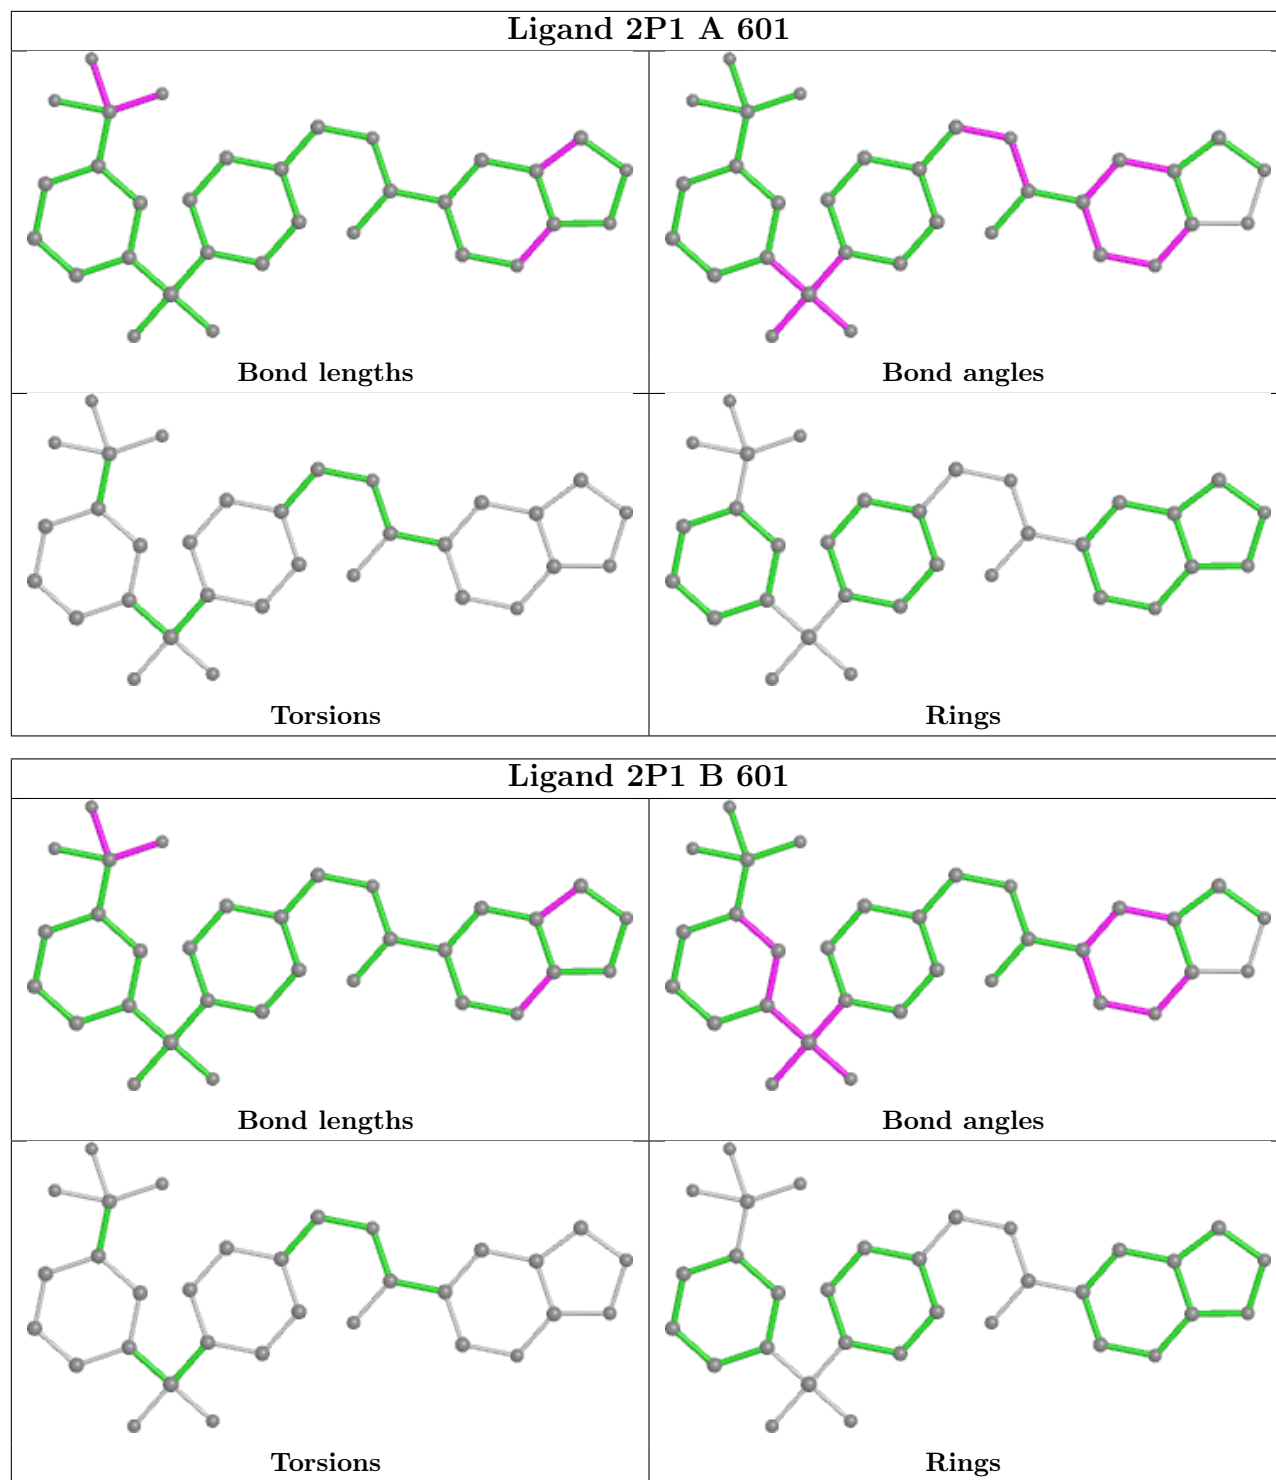 Ligand 2P1 A 601
Bond lengths
Bond angles
Torsions
Rings
Ligand 2P1 B 601
Bond lengths
Bond angles
Torsions
Rings